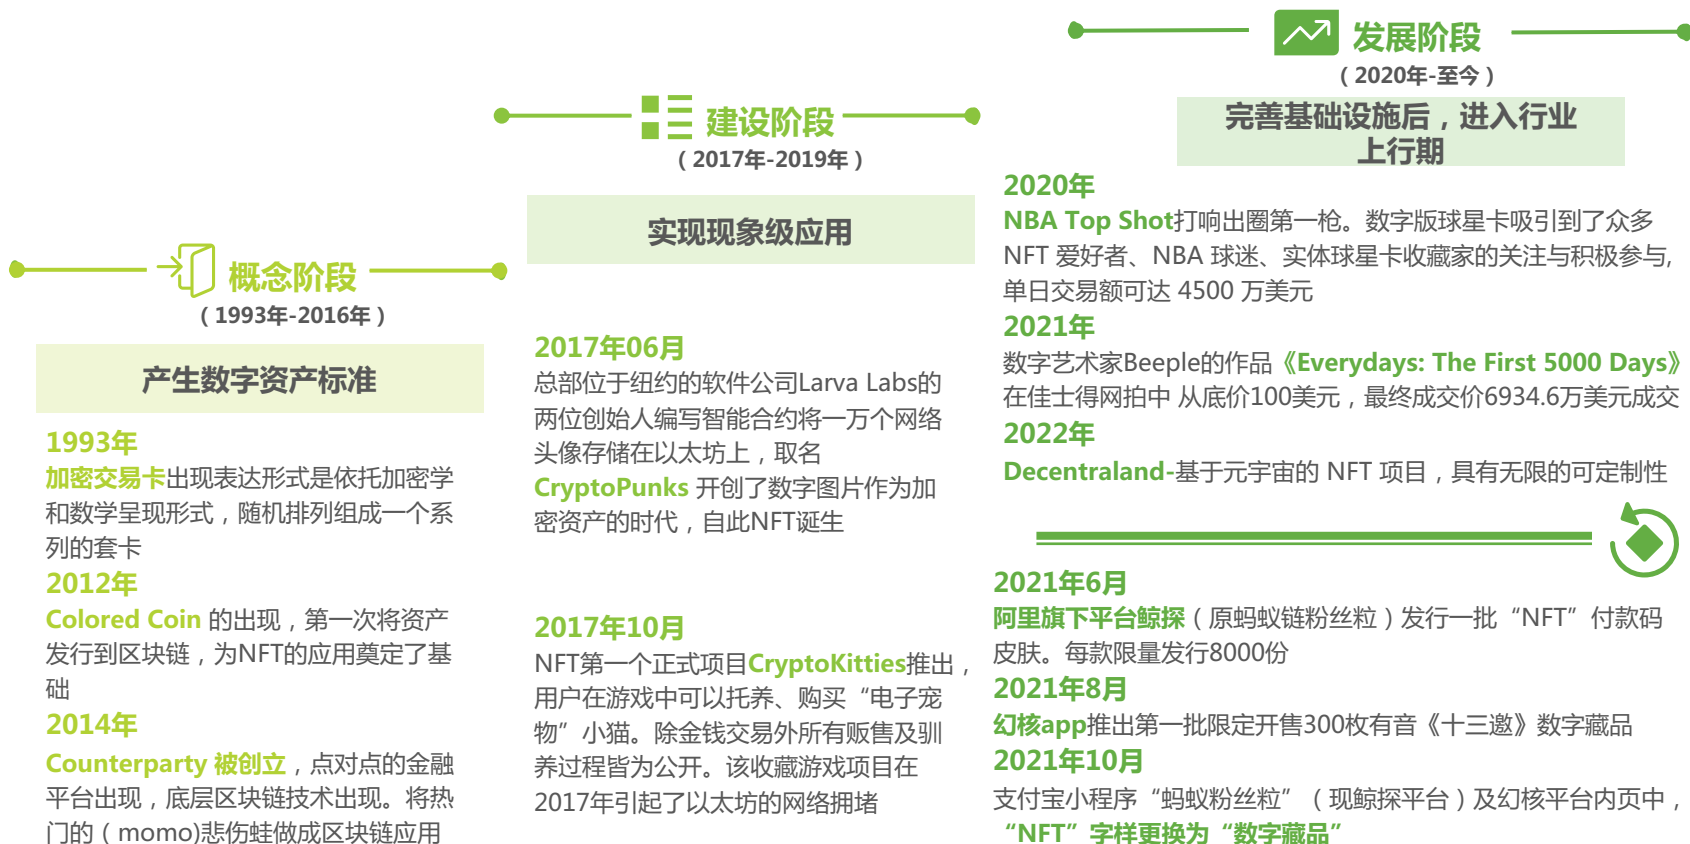 概念阶段
（1993年-2016年）
产生数字资产标准
1993年
加密交易卡出现表达形式是依托加密学
和数学呈现形式，随机排列组成一个系
列的套卡
2012年
Colored Coin 的出现，第一次将资产
发行到区块链，为NFT的应用奠定了基
础
2014年
Counterparty 被创立，点对点的金融
平台出现，底层区块链技术出现。将热
门的（momo)悲伤蛙做成区块链应用
建设阶段
（2017年-2019年）
实现现象级应用
2017年06月
总部位于纽约的软件公司Larva Labs的
两位创始人编写智能合约将一万个网络
头像存储在以太坊上，取名
CryptoPunks 开创了数字图片作为加
密资产的时代，自此NFT诞生
2017年10月
NFT第一个正式项目CryptoKitties推出，
用户在游戏中可以托养、购买“电子宠
物”小猫。除金钱交易外所有贩售及驯
养过程皆为公开。该收藏游戏项目在
2017年引起了以太坊的网络拥堵
发展阶段
（2020年-至今）
完善基础设施后，进入行业
上行期
2020年
NBA Top Shot打响出圈第一枪。数字版球星卡吸引到了众多
NFT 爱好者、NBA 球迷、实体球星卡收藏家的关注与积极参与,
单日交易额可达 4500 万美元
2021年
数字艺术家Beeple的作品《Everydays: The First 5000 Days》
在佳士得网拍中 从底价100美元，最终成交价6934.6万美元成交
2022年
Decentraland-基于元宇宙的 NFT 项目，具有无限的可定制性
2021年6月
阿里旗下平台鲸探（原蚂蚁链粉丝粒）发行一批“NFT”付款码
皮肤。每款限量发行8000份
2021年8月
幻核app推出第一批限定开售300枚有音《十三邀》数字藏品
2021年10月
支付宝小程序“蚂蚁粉丝粒”（现鲸探平台）及幻核平台内页中，
“NFT”字样更换为“数字藏品”